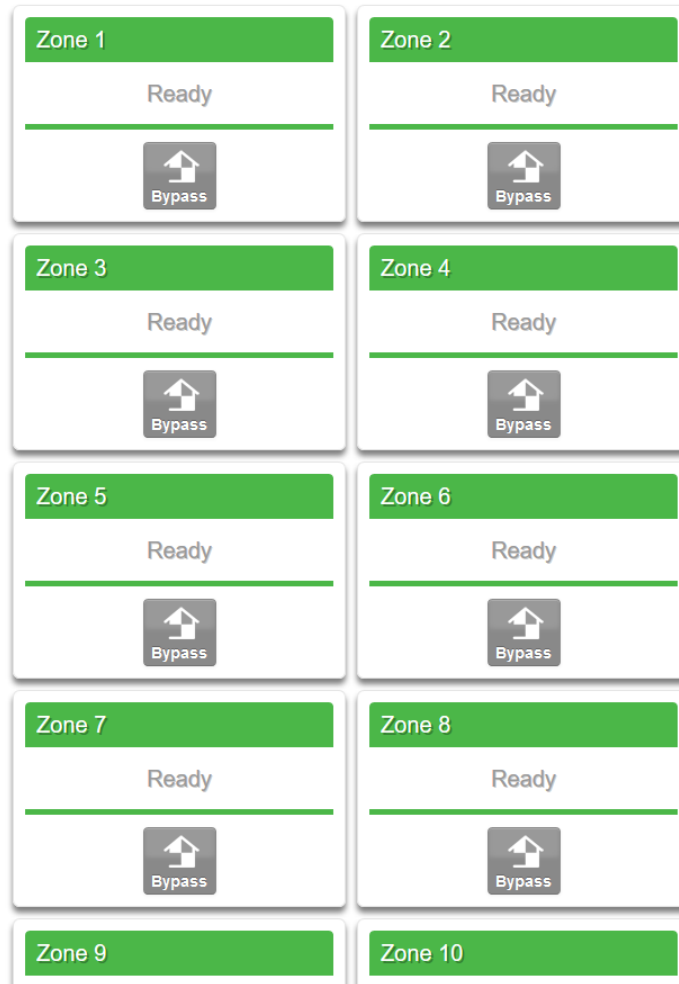 Zone 1
Zone 2
Ready
Ready
Bypass
Bypass
Zone 3
Zone 4
Ready
Ready
Bypass
Bypass
Zone 5
Zone 6
Ready
Ready
Bypass
Bypass
Zone 7
Zone 8
Ready
Ready
Bypass
Bypass
Zone 9
Zone 10